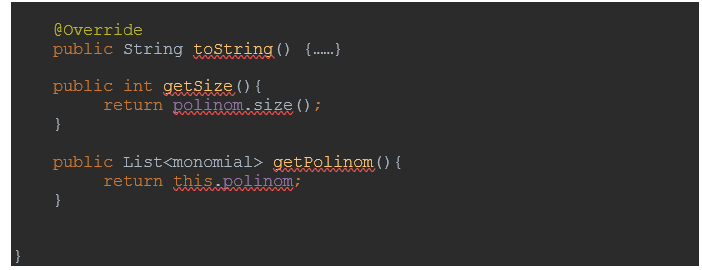 @Override
public String toString() {……}
public int getSize(){
return polinom.size();
}
public List<monomial> getPolinom(){
return this.polinom;
}
}